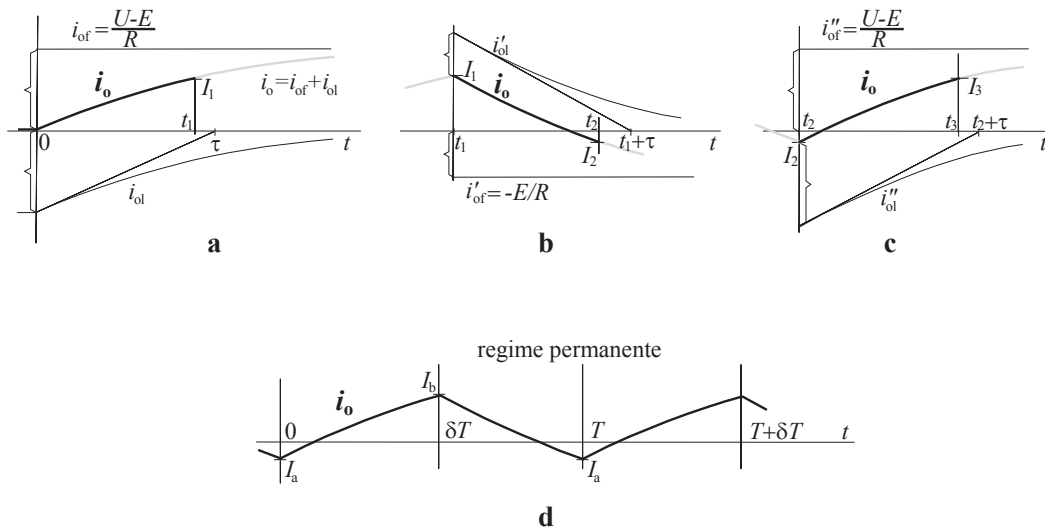 i_of = U-E/R
i_o
I_1
i_o = i_of + i_ol
0
t_1
τ
t
i_ol
a
i'_ol
I_1
i_o
t_2
t_1
I_2
t_1+τ
t
i'_of = -E/R
b
i''_of = U-E/R
i_o
I_3
t_2
t_3
t_2+τ
t
I_2
i''_ol
c
regime permanente
i_o
I_b
0
δT
T
T+δT
t
I_a
I_a
d